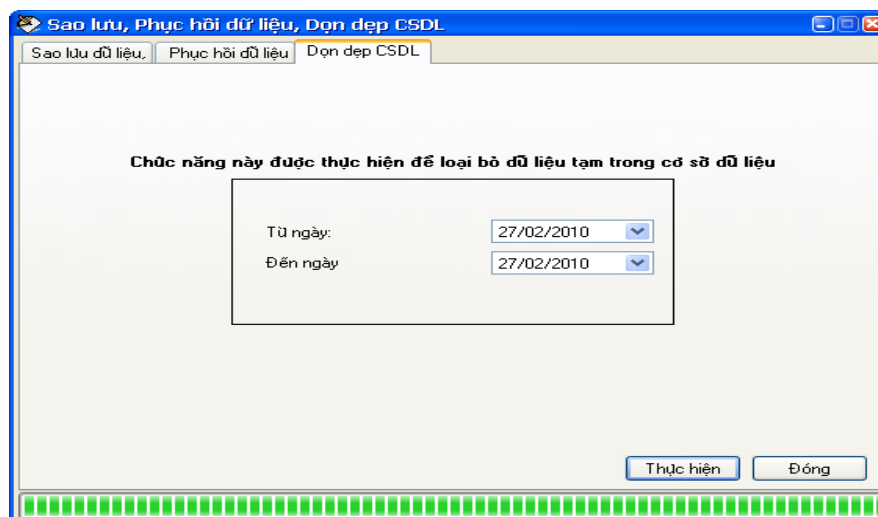 Sao lưu, Phục hồi dữ liệu, Dọn dẹp CSDL
Sao lưu dữ liệu, Phục hồi dữ liệu Dọn dẹp CSDL
Chức năng này được thực hiện để loại bỏ dữ liệu tạm trong cơ sở dữ liệu
Từ ngày: 27/02/2010
Đến ngày 27/02/2010
Thực hiện Đóng